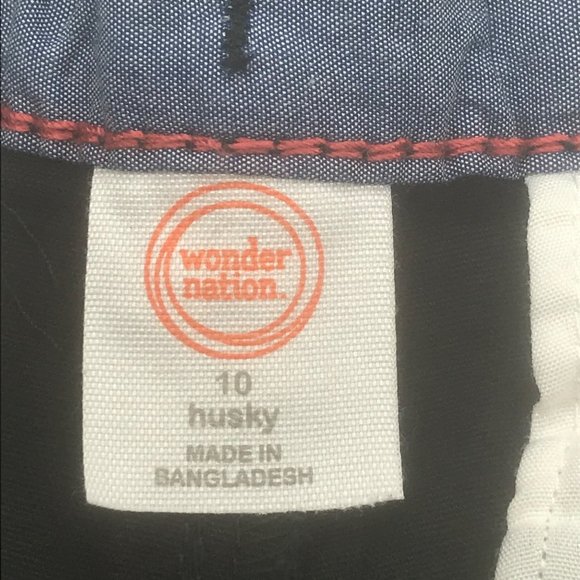 wonder
nation.
10
husky
MADE IN
BANGLADESH